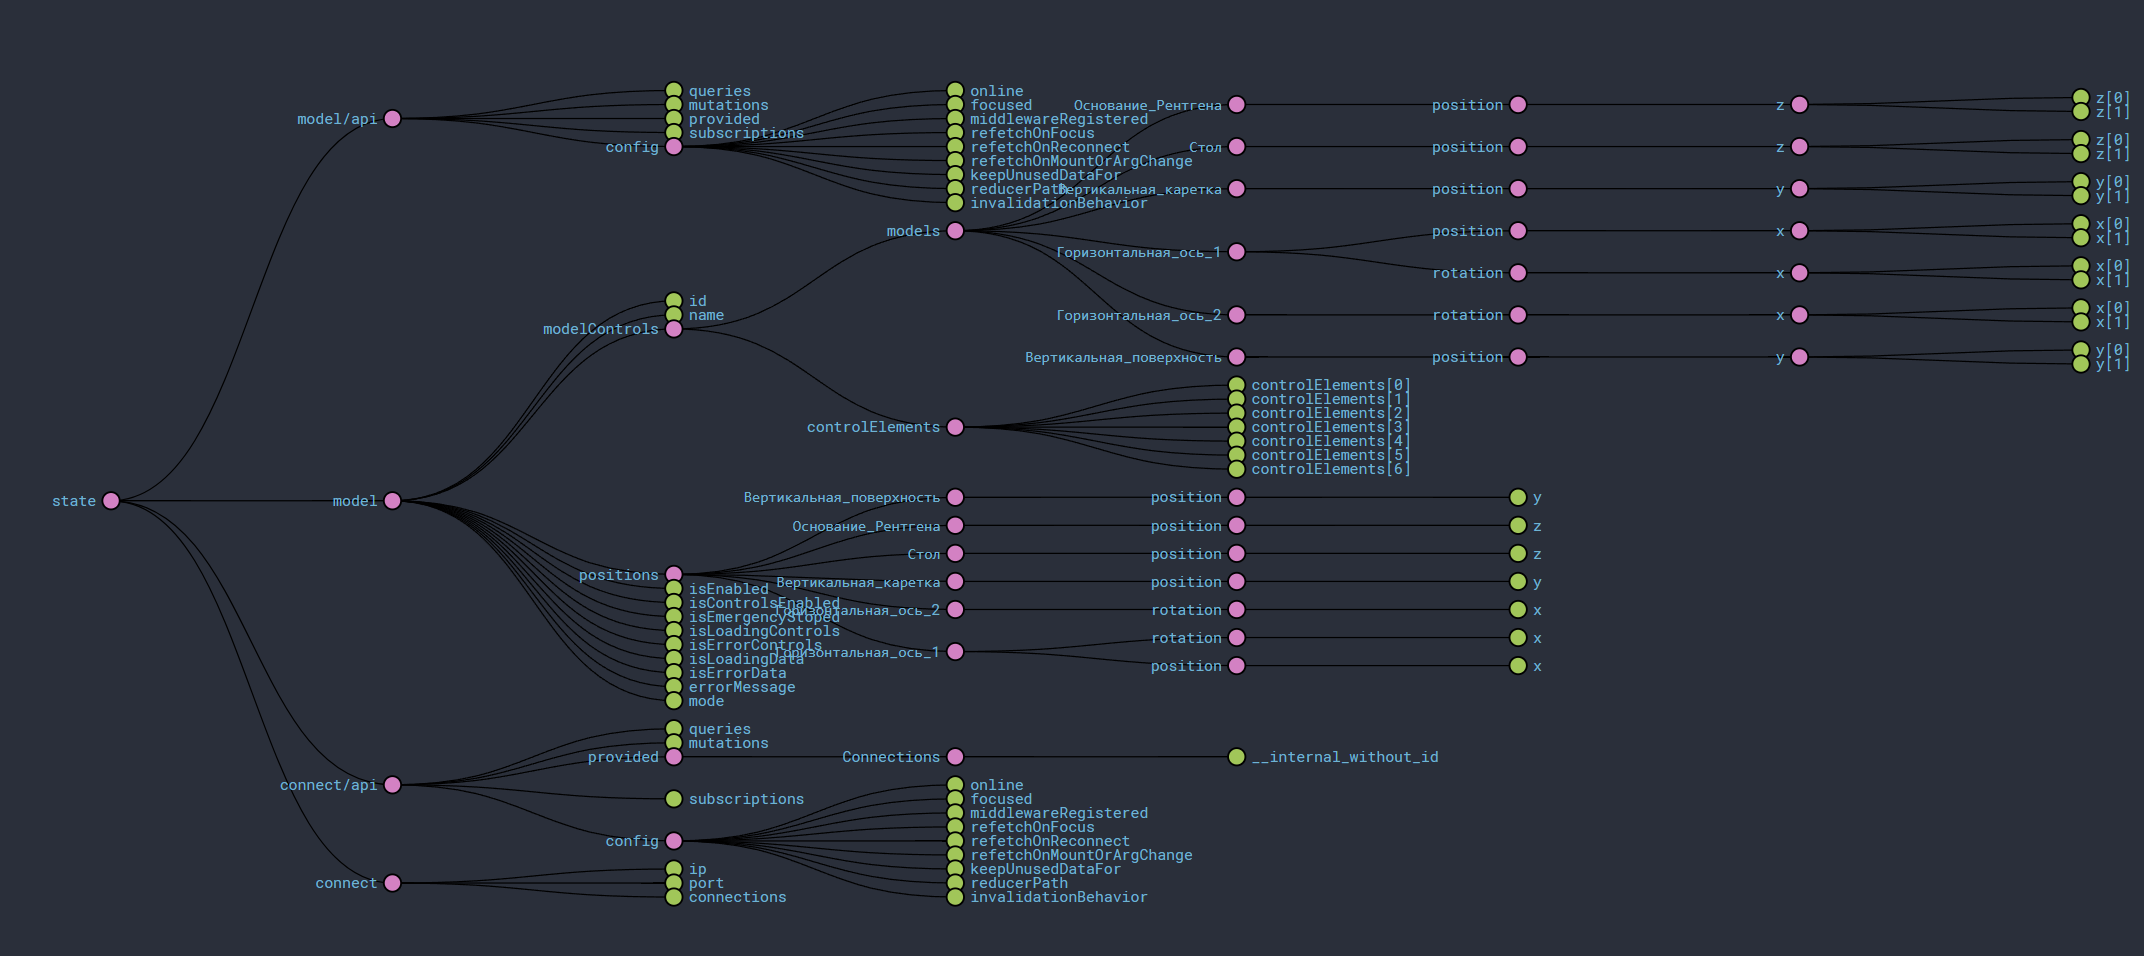 state
model/api
queries
mutations
provided
subscriptions
config
online
focused
middlewareRegistered
refetchOnFocus
refetchOnReconnect
refetchOnMountOrArgChange
keepUnusedDataFor
reducerPath
invalidationBehavior
model
id
name
modelControls
models
Основание_Рентгена
position
z
z[0]
z[1]
Стол
position
z
z[0]
z[1]
Вертикальная_каретка
position
y
y[0]
y[1]
Горизонтальная_ось_1
position
x
x[0]
x[1]
rotation
x
x[0]
x[1]
Горизонтальная_ось_2
rotation
x
x[0]
x[1]
Вертикальная_поверхность
position
y
y[0]
y[1]
controlElements
controlElements[0]
controlElements[1]
controlElements[2]
controlElements[3]
controlElements[4]
controlElements[5]
controlElements[6]
positions
Вертикальная_поверхность
position
y
Основание_Рентгена
position
z
Стол
position
z
Вертикальная_каретка
position
y
Горизонтальная_ось_2
rotation
x
Горизонтальная_ось_1
rotation
x
position
x
isEnabled
isControlsEnabled
isEmergencyStoped
isLoadingControls
isErrorControls
isLoadingData
isErrorData
errorMessage
mode
connect/api
queries
mutations
provided
Connections
__internal_without_id
subscriptions
config
online
focused
middlewareRegistered
refetchOnFocus
refetchOnReconnect
refetchOnMountOrArgChange
keepUnusedDataFor
reducerPath
invalidationBehavior
connect
ip
port
connections